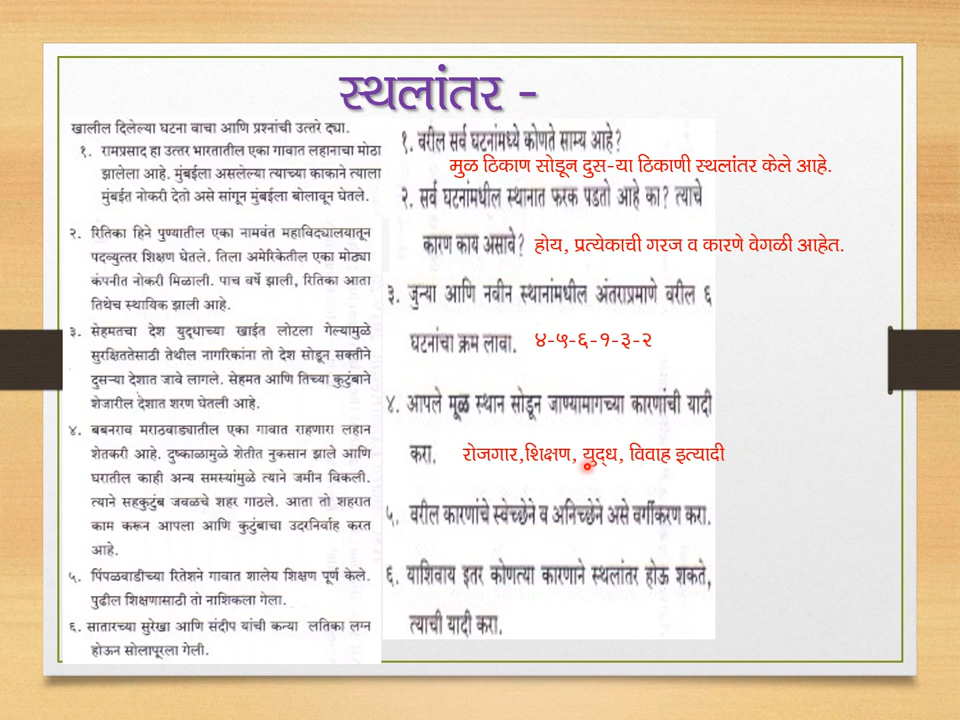 स्थलांतर -
खालील दिलेल्या घटना वाचा आणि प्रश्नांची उत्तरे द्या.
१. रामप्रसाद हा उत्तर भारतातील एका गावात लहानाचा मोठा
झालेला आहे. मुंबईला असलेल्या त्याच्या काकाने त्याला
मुंबईत नोकरी देतो असे सांगून मुंबईला बोलावून घेतले.
२. रितिका हिने पुण्यातील एका नामवंत महाविद्यालयातून
पदव्युत्तर शिक्षण घेतले. तिला अमेरिकेतील एका मोठ्या
कंपनीत नोकरी मिळाली. पाच वर्षे झाली, रितिका आता
तिथेच स्थायिक झाली आहे.
३. सेहमतचा देश युद्धाच्या खाईत लोटला गेल्यामुळे
सुरक्षिततेसाठी तेथील नागरिकांना तो देश सोडून सक्तीने
दुसऱ्या देशात जावे लागले. सेहमत आणि तिच्या कुटुंबाने
शेजारील देशात शरण घेतली आहे.
४. बबनराव मराठवाड्यातील एका गावात राहणारा लहान
शेतकरी आहे. दुष्काळामुळे शेतीत नुकसान झाले आणि
घरातील काही अन्य समस्यांमुळे त्याने जमीन विकली.
त्याने सहकुटुंब जवळचे शहर गाठले. आता तो शहरात
काम करून आपला आणि कुटुंबाचा उदरनिर्वाह करत
आहे.
५. पिंपळवाडीच्या रितेशने गावात शालेय शिक्षण पूर्ण केले.
पुढील शिक्षणासाठी तो नाशिकला गेला.
६. सातारच्या सुरेखा आणि संदीप यांची कन्या लतिका लग्न
होऊन सोलापूरला गेली.
१. वरील सर्व घटनांमध्ये कोणते साम्य आहे?
मुळ ठिकाण सोडून दुस-या ठिकाणी स्थलांतर केले आहे.
२. सर्व घटनांमधील स्थानात फरक पडतो आहे का? त्याचे
कारण काय असावे? होय, प्रत्येकाची गरज व कारणे वेगळी आहेत.
३. जुन्या आणि नवीन स्थानांमधील अंतराप्रमाणे वरील ६
घटनांचा क्रम लावा. ४-५-६-१-३-२
४. आपले मूळ स्थान सोडून जाण्यामागच्या कारणांची यादी
करा. रोजगार,शिक्षण, युद्ध, विवाह इत्यादी
५. वरील कारणांचे स्वेच्छेने व अनिच्छेने असे वर्गीकरण करा.
६. याशिवाय इतर कोणत्या कारणाने स्थलांतर होऊ शकते,
त्याची यादी करा.